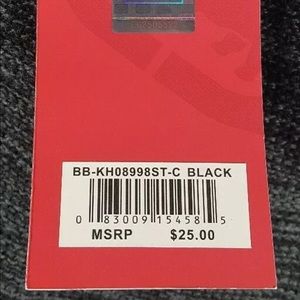 BB-KH08998ST-C BLACK
0 83009 15458 5
MSRP $25.00